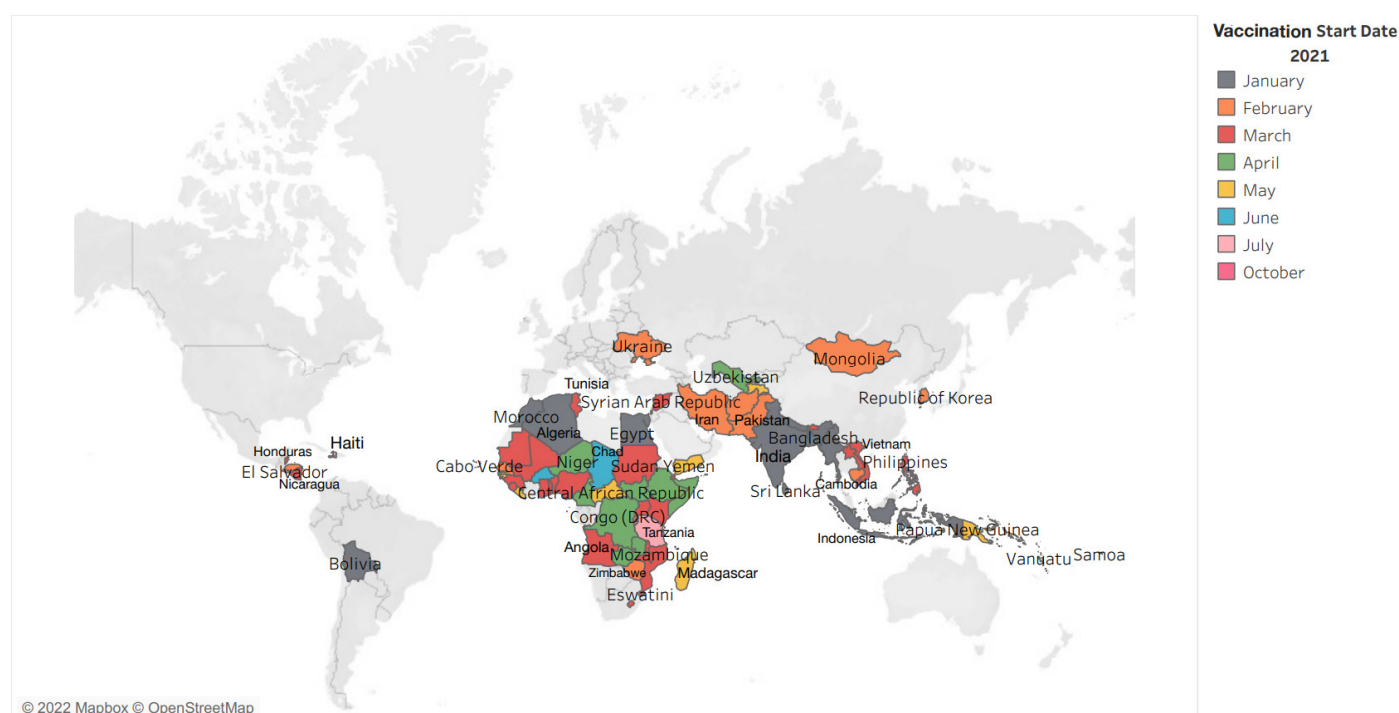 Vaccination Start Date
2021
January
February
March
April
May
June
July
October
Ukraine
Mongolia
Uzbekistan
Tunisia
Syrian Arab Republic
Republic of Korea
Morocco
Iran
Pakistan
Algeria
Egypt
Bangladesh
Vietnam
Honduras
Haiti
El Salvador
Nicaragua
Cabo Verde
Niger
Chad
Sudan
Yemen
India
Philippines
Cambodia
Central African Republic
Sri Lanka
Congo (DRC)
Tanzania
Papua New Guinea
Indonesia
Angola
Mozambique
Vanuatu
Samoa
Bolivia
Zimbabwe
Madagascar
Eswatini
© 2022 Mapbox © OpenStreetMap